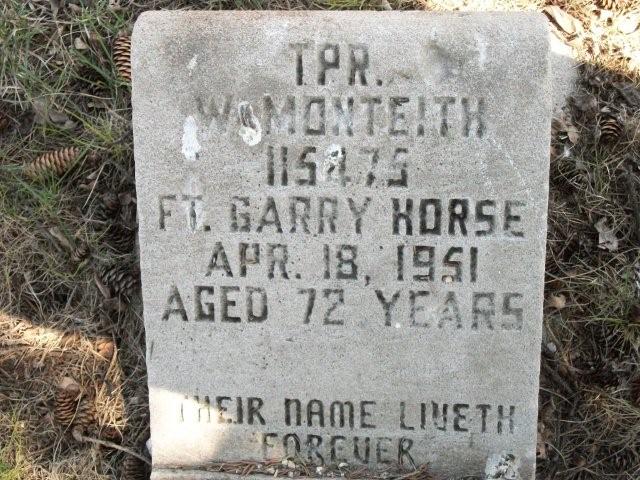 TPR.
W. MONTEITH
115475
FT. GARRY HORSE
APR. 18, 1951
AGED 72 YEARS
THEIR NAME LIVETH
FOREVER